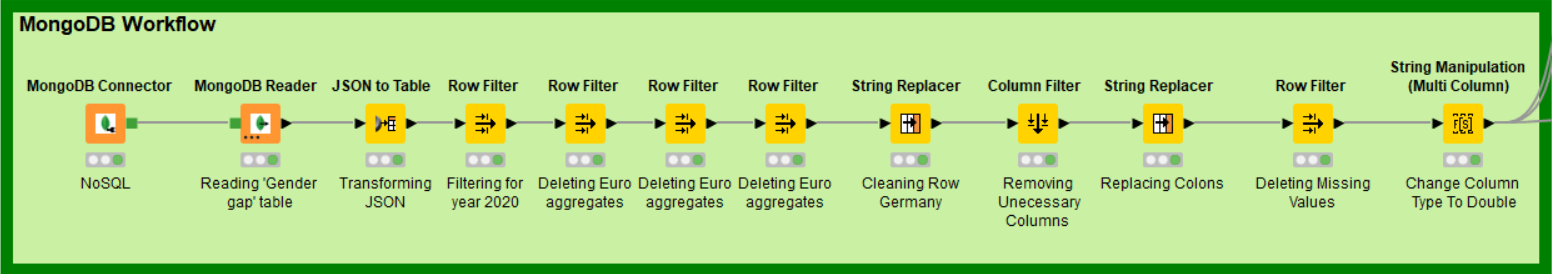 MongoDB Workflow
MongoDB Connector
MongoDB Reader
JSON to Table
Row Filter
Row Filter
Row Filter
Row Filter
String Replacer
Column Filter
String Replacer
Row Filter
String Manipulation
(Multi Column)
F(S)
NoSQL
Reading 'Gender
gap' table
Transforming
JSON
Filtering for
year 2020
Deleting Euro
aggregates
Deleting Euro
aggregates
Deleting Euro
aggregates
Cleaning Row
Germany
Removing
Unecessary
Columns
Replacing Colons
Deleting Missing
Values
Change Column
Type To Double